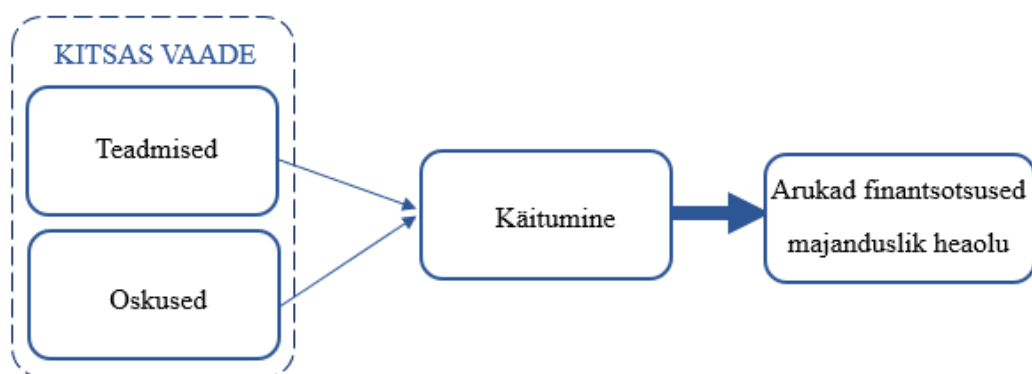 KITSAS VAADE
Teadmised
Oskused
Käitumine
Arukad finantsotsused
majanduslik heaolu